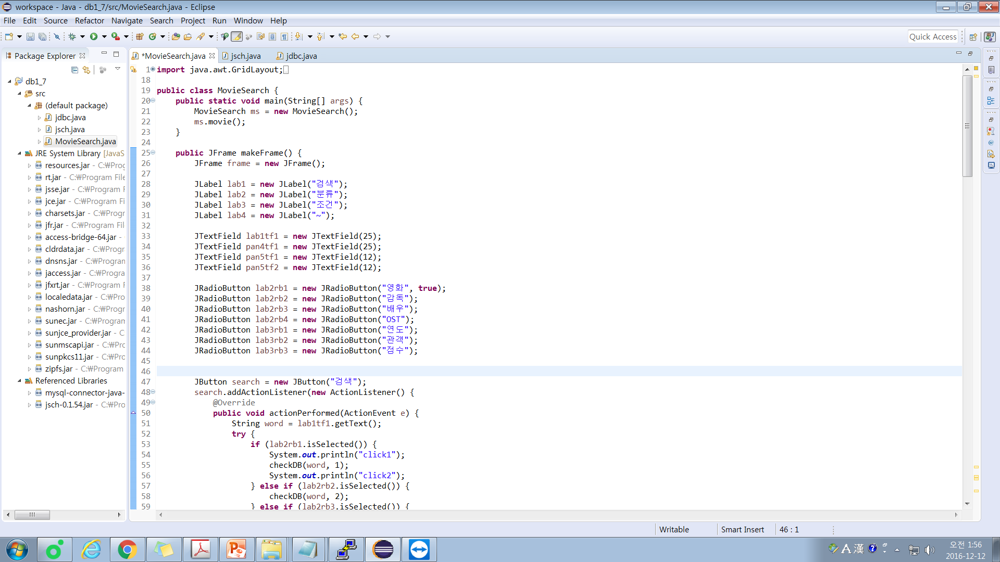 workspace - Java - db1_7/src/MovieSearch.java - Eclipse
File Edit Source Refactor Navigate Search Project Run Window Help
Quick Access
Package Explorer
*MovieSearch.java jsch.java jdbc.java
db1_7
src
(default package)
jdbc.java
jsch.java
MovieSearch.java
JRE System Library [JavaS
resources.jar - C:₩Prog
rt.jar - C:₩Program File
jsse.jar - C:₩Program F
jce.jar - C:₩Program Fi
charsets.jar - C:₩Progr
jfr.jar - C:₩Program Fil
access-bridge-64.jar -
cldrdata.jar - C:₩Progr
dnsns.jar - C:₩Program
jaccess.jar - C:₩Progra
jfxrt.jar - C:₩Program F
localedata.jar - C:₩Pro
nashorn.jar - C:₩Progr
sunec.jar - C:₩Program
sunjce_provider.jar - C
sunmscapi.jar - C:₩Prc
sunpkcs11.jar - C:₩Pro
zipfs.jar - C:₩Program
Referenced Libraries
mysql-connector-java-
jsch-0.1.54.jar - C:₩Pro
1 import java.awt.GridLayout;
18
19 public class MovieSearch {
20 public static void main(String[] args) {
21 MovieSearch ms = new MovieSearch();
22 ms.movie();
23 }
24
25 public JFrame makeFrame() {
26 JFrame frame = new JFrame();
27
28 JLabel lab1 = new JLabel("검색");
29 JLabel lab2 = new JLabel("분류");
30 JLabel lab3 = new JLabel("조건");
31 JLabel lab4 = new JLabel("~");
32
33 JTextField lab1tf1 = new JTextField(25);
34 JTextField pan4tf1 = new JTextField(25);
35 JTextField pan5tf1 = new JTextField(12);
36 JTextField pan5tf2 = new JTextField(12);
37
38 JRadioButton lab2rb1 = new JRadioButton("영화", true);
39 JRadioButton lab2rb2 = new JRadioButton("감독");
40 JRadioButton lab2rb3 = new JRadioButton("배우");
41 JRadioButton lab2rb4 = new JRadioButton("OST");
42 JRadioButton lab3rb1 = new JRadioButton("연도");
43 JRadioButton lab3rb2 = new JRadioButton("관객");
44 JRadioButton lab3rb3 = new JRadioButton("점수");
45
46
47 JButton search = new JButton("검색");
48 search.addActionListener(new ActionListener() {
49 @Override
50 public void actionPerformed(ActionEvent e) {
51 String word = lab1tf1.getText();
52 try {
53 if (lab2rb1.isSelected()) {
54 System.out.println("click1");
55 checkDB(word, 1);
56 System.out.println("click2");
57 } else if (lab2rb2.isSelected()) {
58 checkDB(word, 2);
59 } else if (lab2rb3.isSelected()) {
Writable Smart Insert 46 : 1
A 漢
오전 1:56
2016-12-12